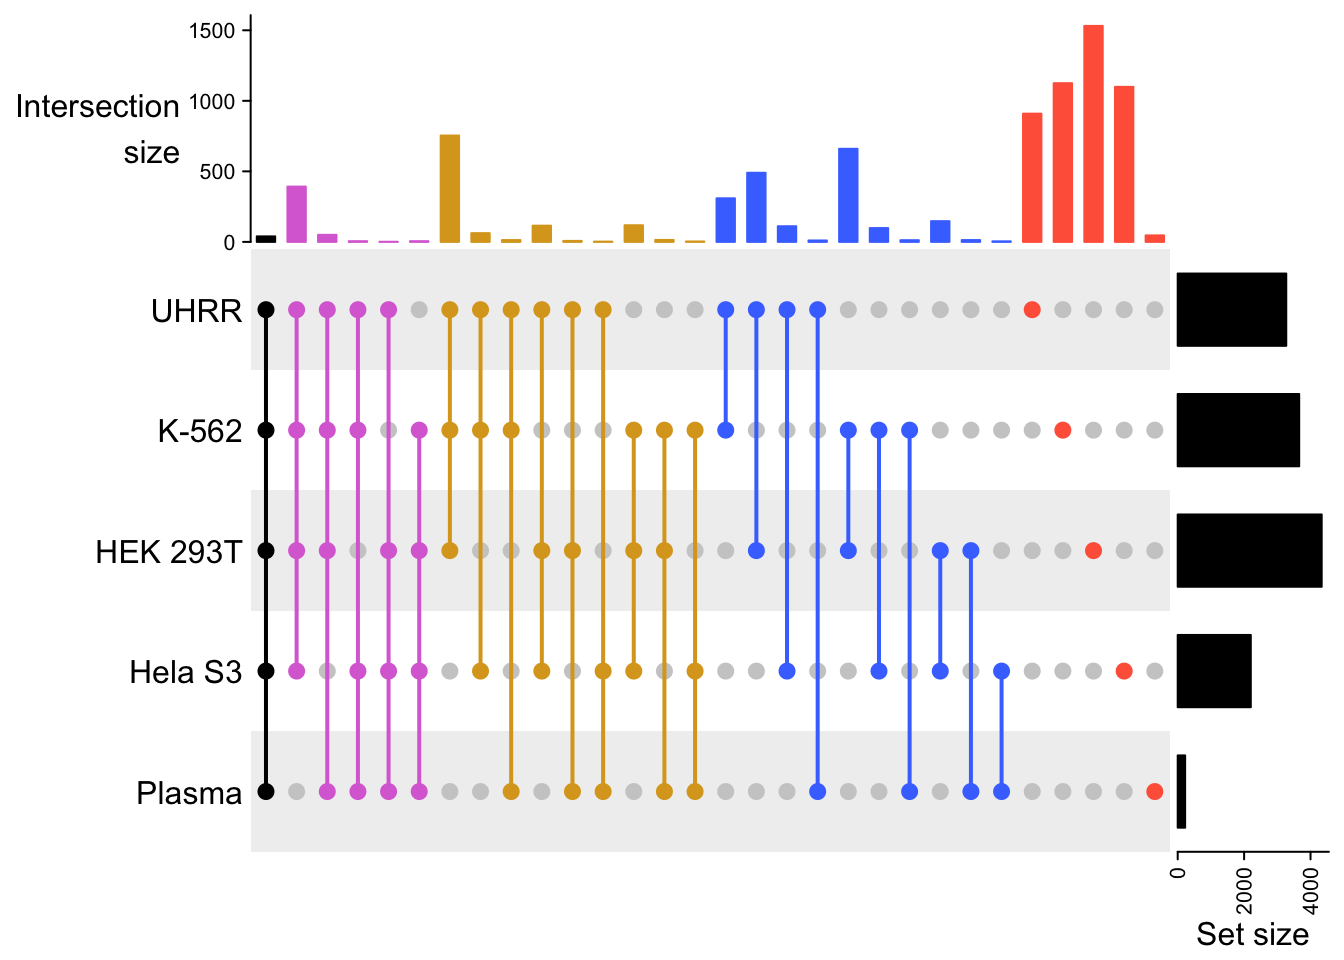 1500
1000
500
0
Intersection
size
UHRR
K-562
HEK 293T
Hela S3
Plasma
0
2000
4000
Set size